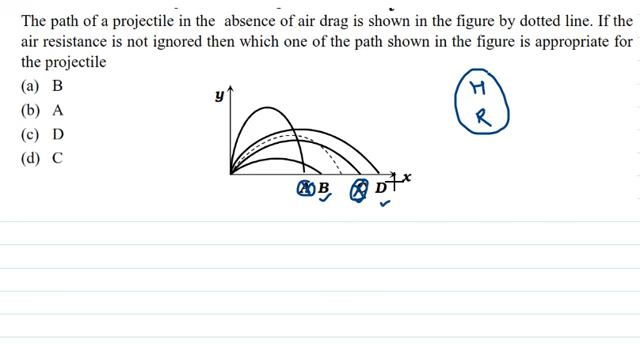 The path of a projectile in the absence of air drag is shown in the figure by dotted line. If the
air resistance is not ignored then which one of the path shown in the figure is appropriate for
the projectile
(a) B
(b) A
(c) D
(d) C
y
x
A B C D
H
R